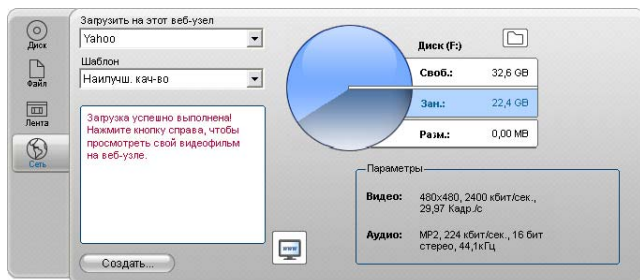 Загрузить на этот веб-узел
Yahoo
Шаблон
Наилучш. кач-во
Загрузка успешно выполнена!
Нажмите кнопку справа, чтобы
просмотреть свой видеофильм
на веб-узле.
Создать...
Диск
Файл
Лента
Сеть
www
Диск (F:)
Своб.: 32,6 GB
Зан.: 22,4 GB
Разм.: 0,00 MB
Параметры
Видео: 480x480, 2400 кбит/сек.,
29,97 Кадр./с
Аудио: MP2, 224 кбит/сек., 16 бит
стерео, 44,1кГц